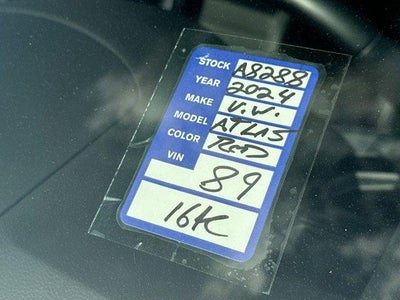 STOCK A8288
YEAR 2024
MAKE V.W.
MODEL ATLAS
COLOR RED
VIN
89
16K